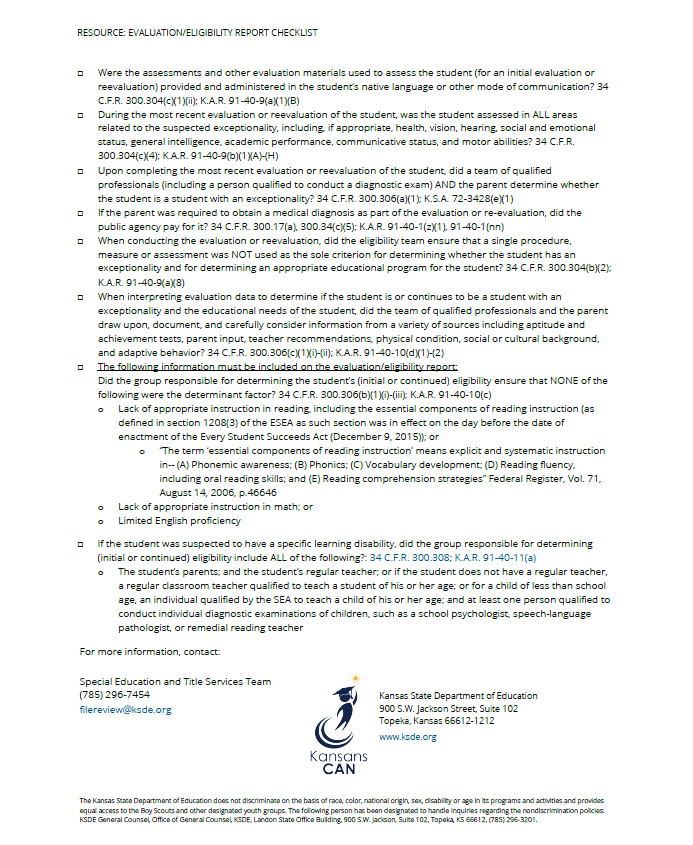 RESOURCE: EVALUATION/ELIGIBILITY REPORT CHECKLIST
□ Were the assessments and other evaluation materials used to assess the student (for an initial evaluation or
reevaluation) provided and administered in the student's native language or other mode of communication? 34
C.F.R. 300.304(c)(1)(ii); K.A.R. 91-40-9(a)(1)(B)
□ During the most recent evaluation or reevaluation of the student, was the student assessed in ALL areas
related to the suspected exceptionality, including, if appropriate, health, vision, hearing, social and emotional
status, general intelligence, academic performance, communicative status, and motor abilities? 34 C.F.R.
300.304(c)(4); K.A.R. 91-40-9(b)(1)(A)-(H)
□ Upon completing the most recent evaluation or reevaluation of the student, did a team of qualified
professionals (including a person qualified to conduct a diagnostic exam) AND the parent determine whether
the student is a student with an exceptionality? 34 C.F.R. 300.306(a)(1); K.S.A. 72-3428(e)(1)
□ If the parent was required to obtain a medical diagnosis as part of the evaluation or re-evaluation, did the
public agency pay for it? 34 C.F.R. 300.17(a), 300.34(c)(5); K.A.R. 91-40-1(z)(1), 91-40-1(nn)
□ When conducting the evaluation or reevaluation, did the eligibility team ensure that a single procedure,
measure or assessment was NOT used as the sole criterion for determining whether the student has an
exceptionality and for determining an appropriate educational program for the student? 34 C.F.R. 300.304(b)(2);
K.A.R. 91-40-9(a)(8)
□ When interpreting evaluation data to determine if the student is or continues to be a student with an
exceptionality and the educational needs of the student, did the team of qualified professionals and the parent
draw upon, document, and carefully consider information from a variety of sources including aptitude and
achievement tests, parent input, teacher recommendations, physical condition, social or cultural background,
and adaptive behavior? 34 C.F.R. 300.306(c)(1)(i)-(ii); K.A.R. 91-40-10(d)(1)-(2)
□ The following information must be included on the evaluation/eligibility report:
Did the group responsible for determining the student's (initial or continued) eligibility ensure that NONE of the
following were the determinant factor? 34 C.F.R. 300.306(b)(1)(i)-(iii); K.A.R. 91-40-10(c)
o Lack of appropriate instruction in reading, including the essential components of reading instruction (as
defined in section 1208(3) of the ESEA as such section was in effect on the day before the date of
enactment of the Every Student Succeeds Act (December 9, 2015)); or
o "The term 'essential components of reading instruction' means explicit and systematic instruction
in-- (A) Phonemic awareness; (B) Phonics; (C) Vocabulary development; (D) Reading fluency,
including oral reading skills; and (E) Reading comprehension strategies" Federal Register, Vol. 71,
August 14, 2006, p.46646
o Lack of appropriate instruction in math; or
o Limited English proficiency
□ If the student was suspected to have a specific learning disability, did the group responsible for determining
(initial or continued) eligibility include ALL of the following?: 34 C.F.R. 300.308; K.A.R. 91-40-11(a)
o The student's parents; and the student's regular teacher; or if the student does not have a regular teacher,
a regular classroom teacher qualified to teach a student of his or her age; or for a child of less than school
age, an individual qualified by the SEA to teach a child of his or her age; and at least one person qualified to
conduct individual diagnostic examinations of children, such as a school psychologist, speech-language
pathologist, or remedial reading teacher
For more information, contact:
Special Education and Title Services Team
(785) 296-7454
filereview@ksde.org
Kansans
CAN
Kansas State Department of Education
900 S.W. Jackson Street, Suite 102
Topeka, Kansas 66612-1212
www.ksde.org
The Kansas State Department of Education does not discriminate on the basis of race, color, national origin, sex, disability or age in its programs and activities and provides
equal access to the Boy Scouts and other designated youth groups. The following person has been designated to handle inquiries regarding the nondiscrimination policies:
KSDE General Counsel, Office of General Counsel, KSDE, Landon State Office Building, 900 S.W. Jackson, Suite 102, Topeka, KS 66612, (785) 296-3201.